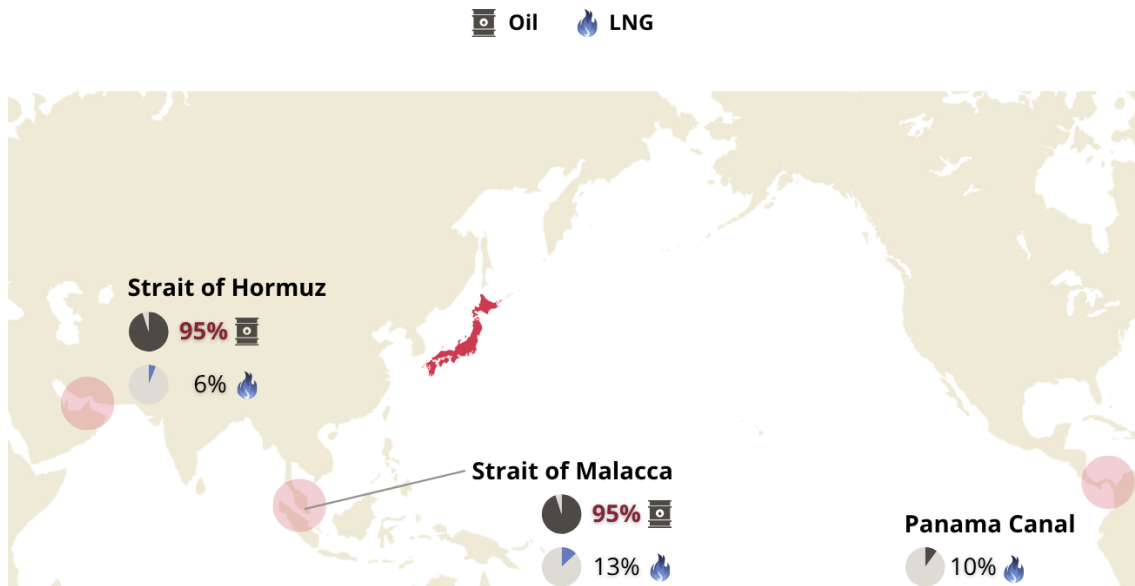 Oil LNG
Strait of Hormuz
95%
6%
Strait of Malacca
95%
13%
Panama Canal
10%